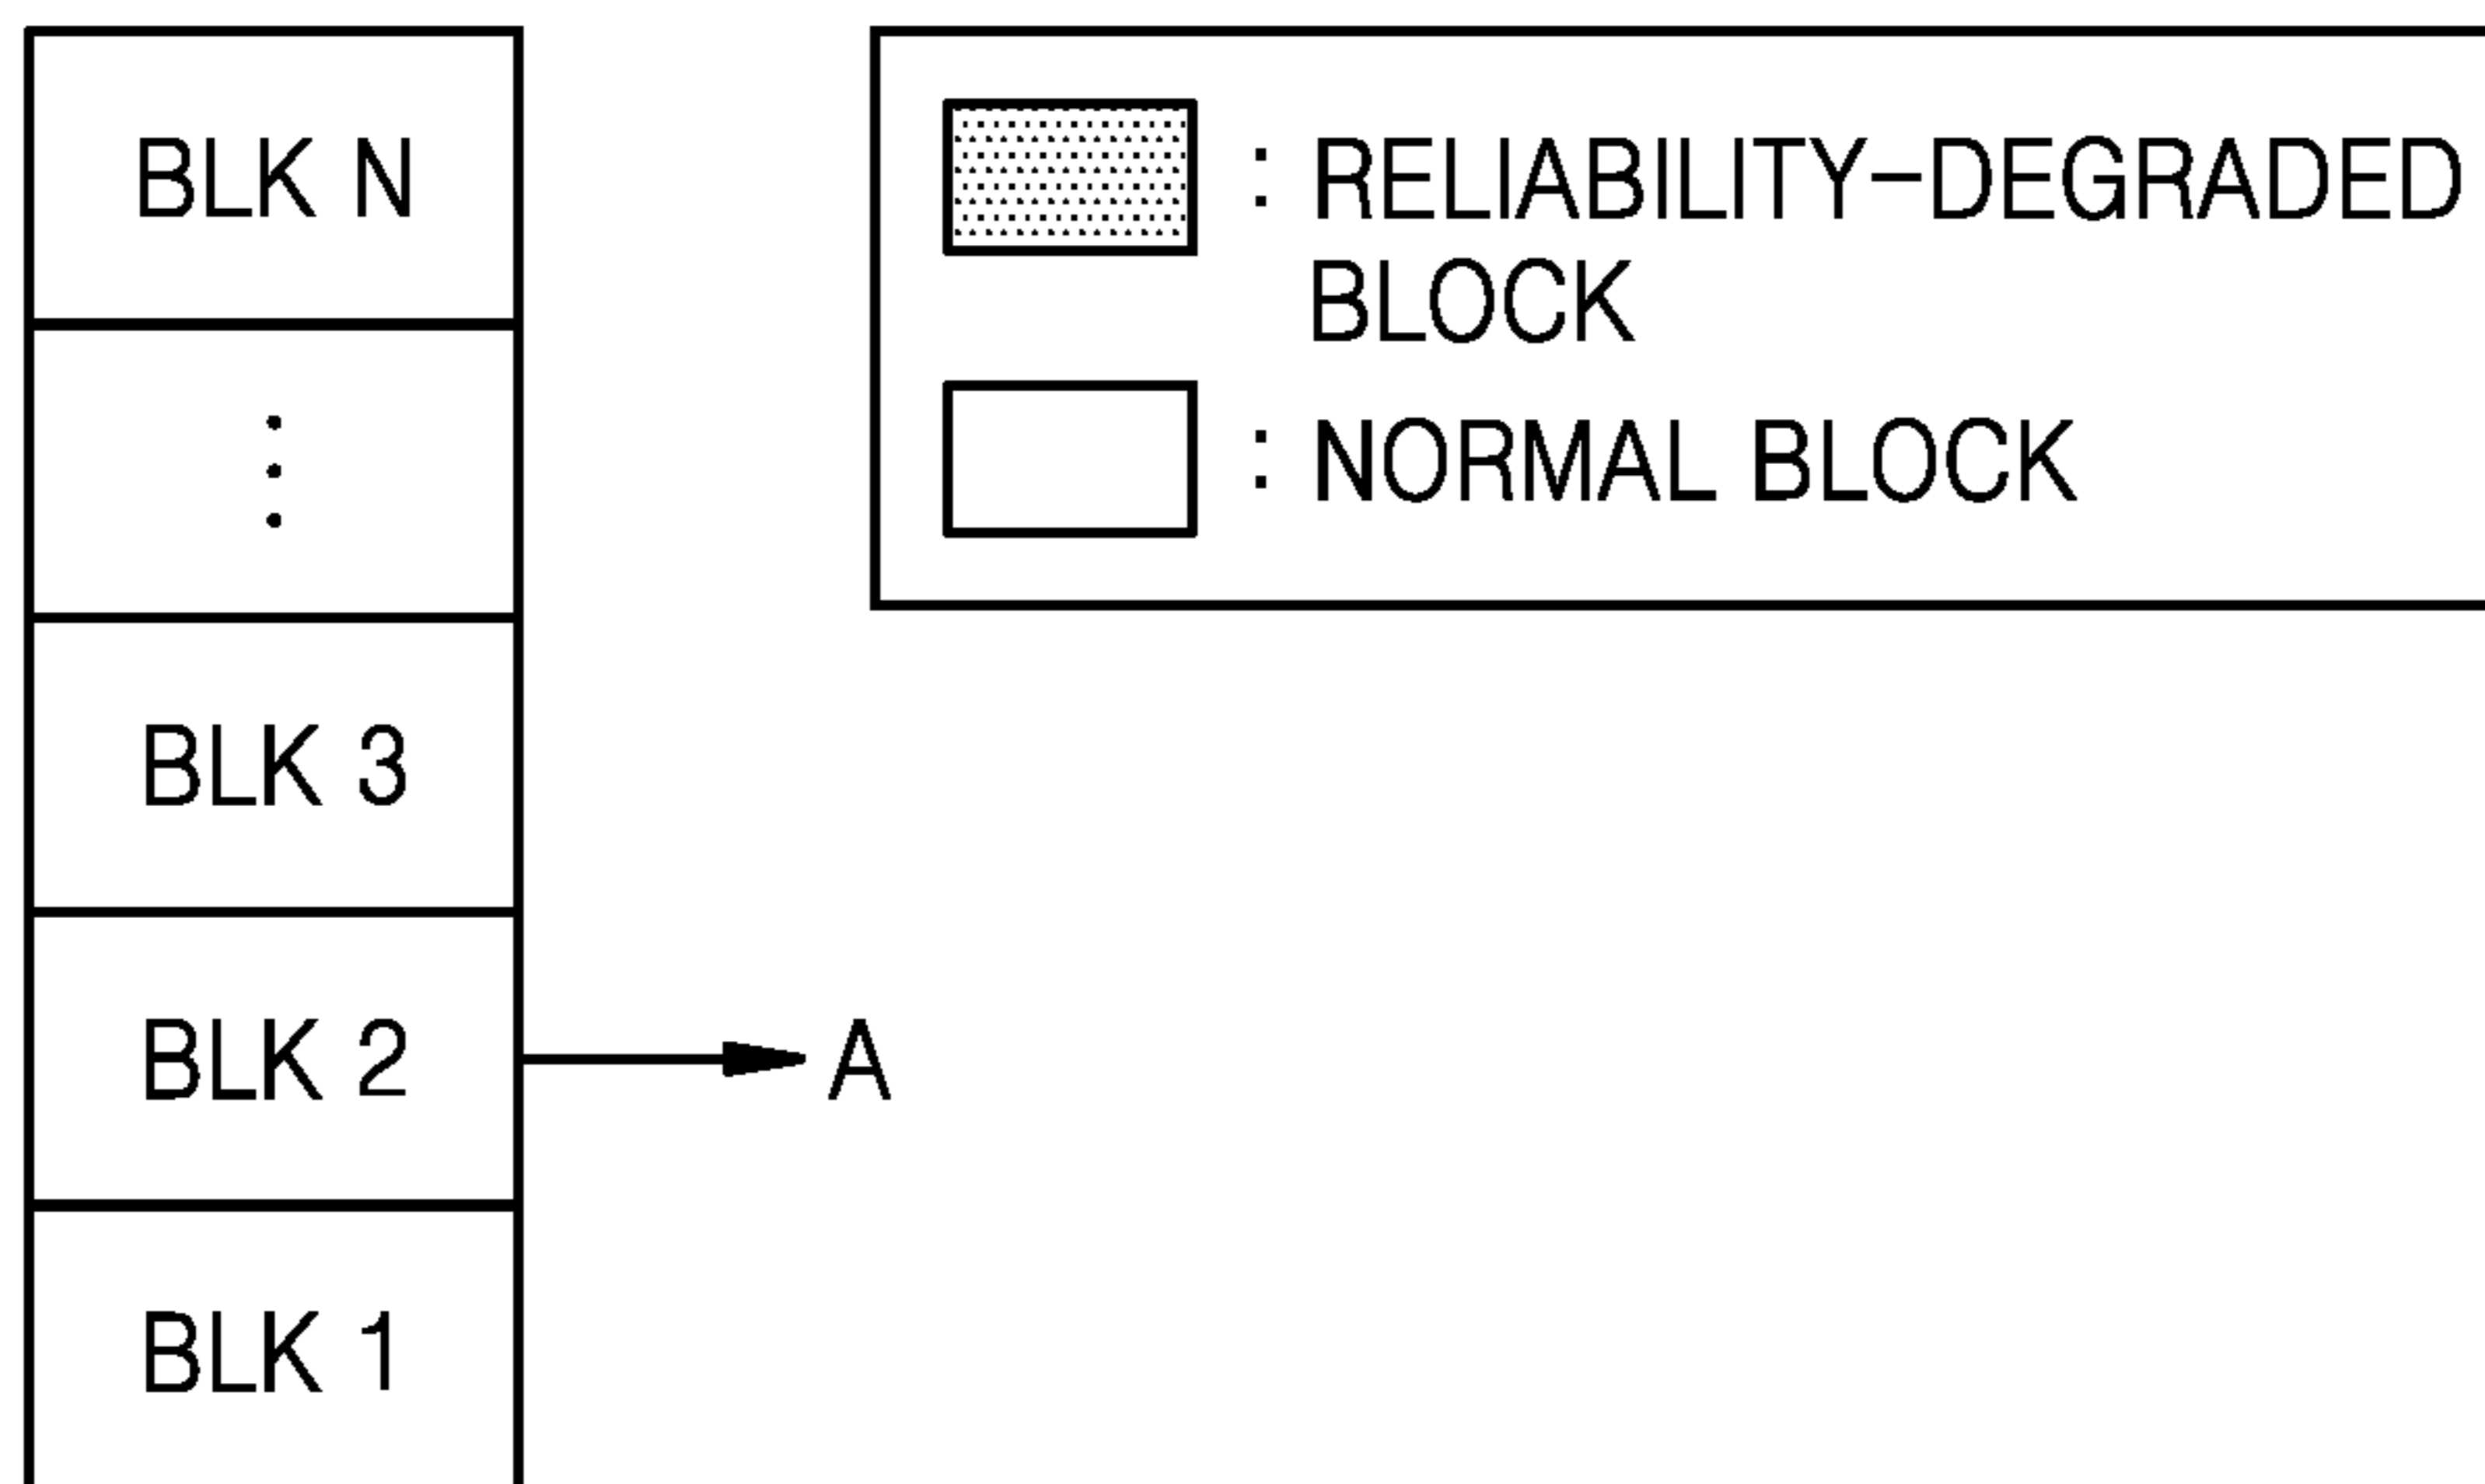 BLK N
: RELIABILITY-DEGRADED
BLOCK
: NORMAL BLOCK
BLK 3
BLK 2
A
BLK 1